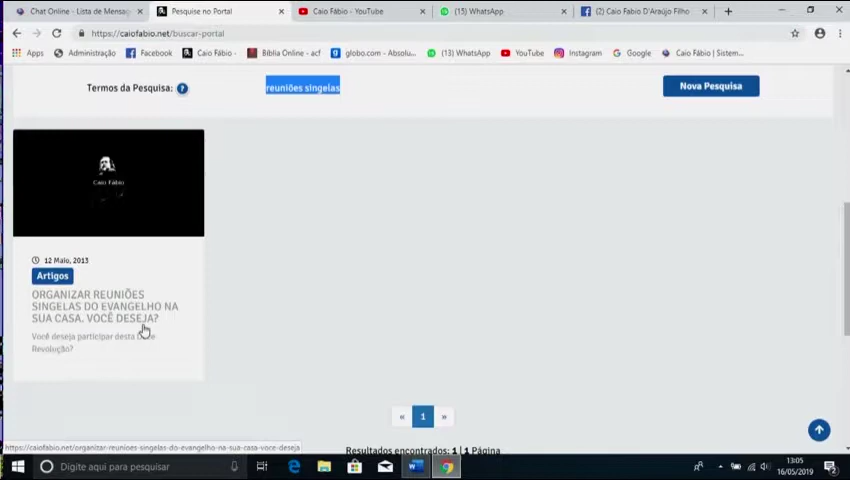 Chat Online - Lista de Mensag
Pesquise no Portal
Caio Fábio - YouTube
(15) WhatsApp
(2) Caio Fabio D'Araújo Filho
https://caiofabio.net/buscar-portal
Apps
Administração
Facebook
Caio Fábio -
Bíblia Online - acf
globo.com - Absolu...
(13) WhatsApp
YouTube
Instagram
Google
Caio Fábio | Sistem...
Termos da Pesquisa: ?
reuniões singelas
Nova Pesquisa
Caio Fábio
12 Maio, 2013
Artigos
ORGANIZAR REUNIÕES
SINGELAS DO EVANGELHO NA
SUA CASA. VOCÊ DESEJA?
Você deseja participar desta
Revolução?
« 1 »
Resultados encontrados: 1 | 1 Página
https://caiofabio.net/organizar-reunioes-singelas-do-evangelho-na-sua-casa-voce-deseja
Digite aqui para pesquisar
13:05
16/05/2019